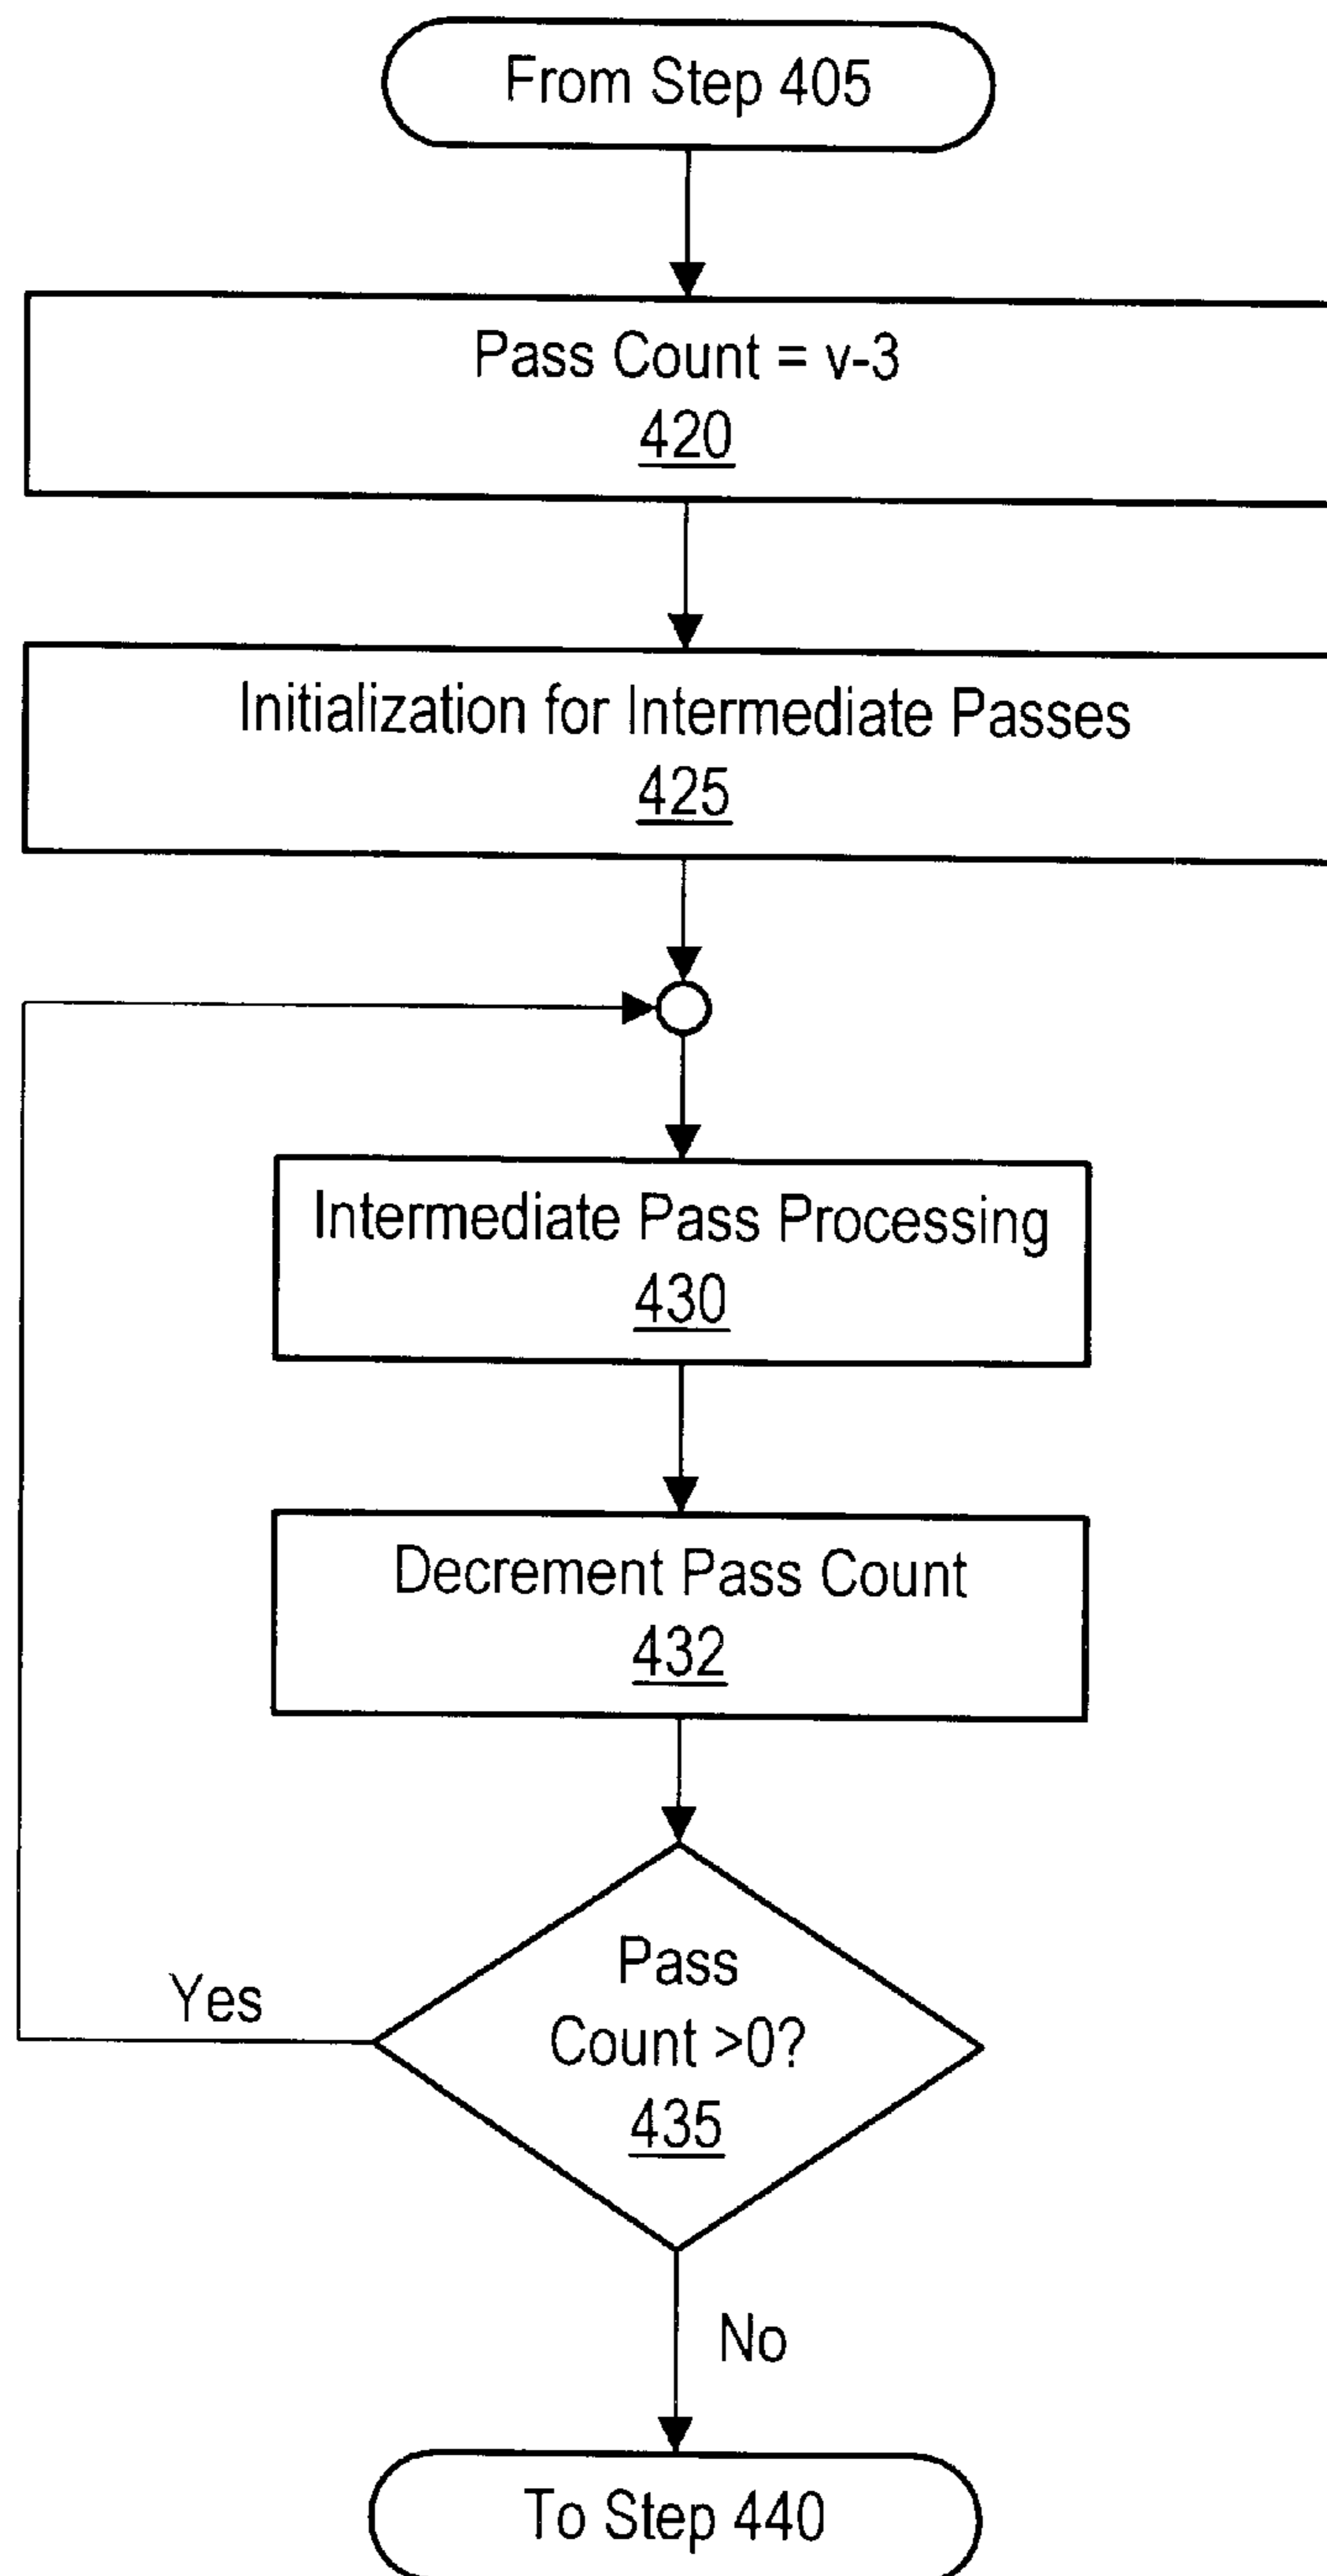 From Step 405
Pass Count = v-3
420
Initialization for Intermediate Passes
425
Intermediate Pass Processing
430
Decrement Pass Count
432
Pass
Count >0?
435
Yes
No
To Step 440